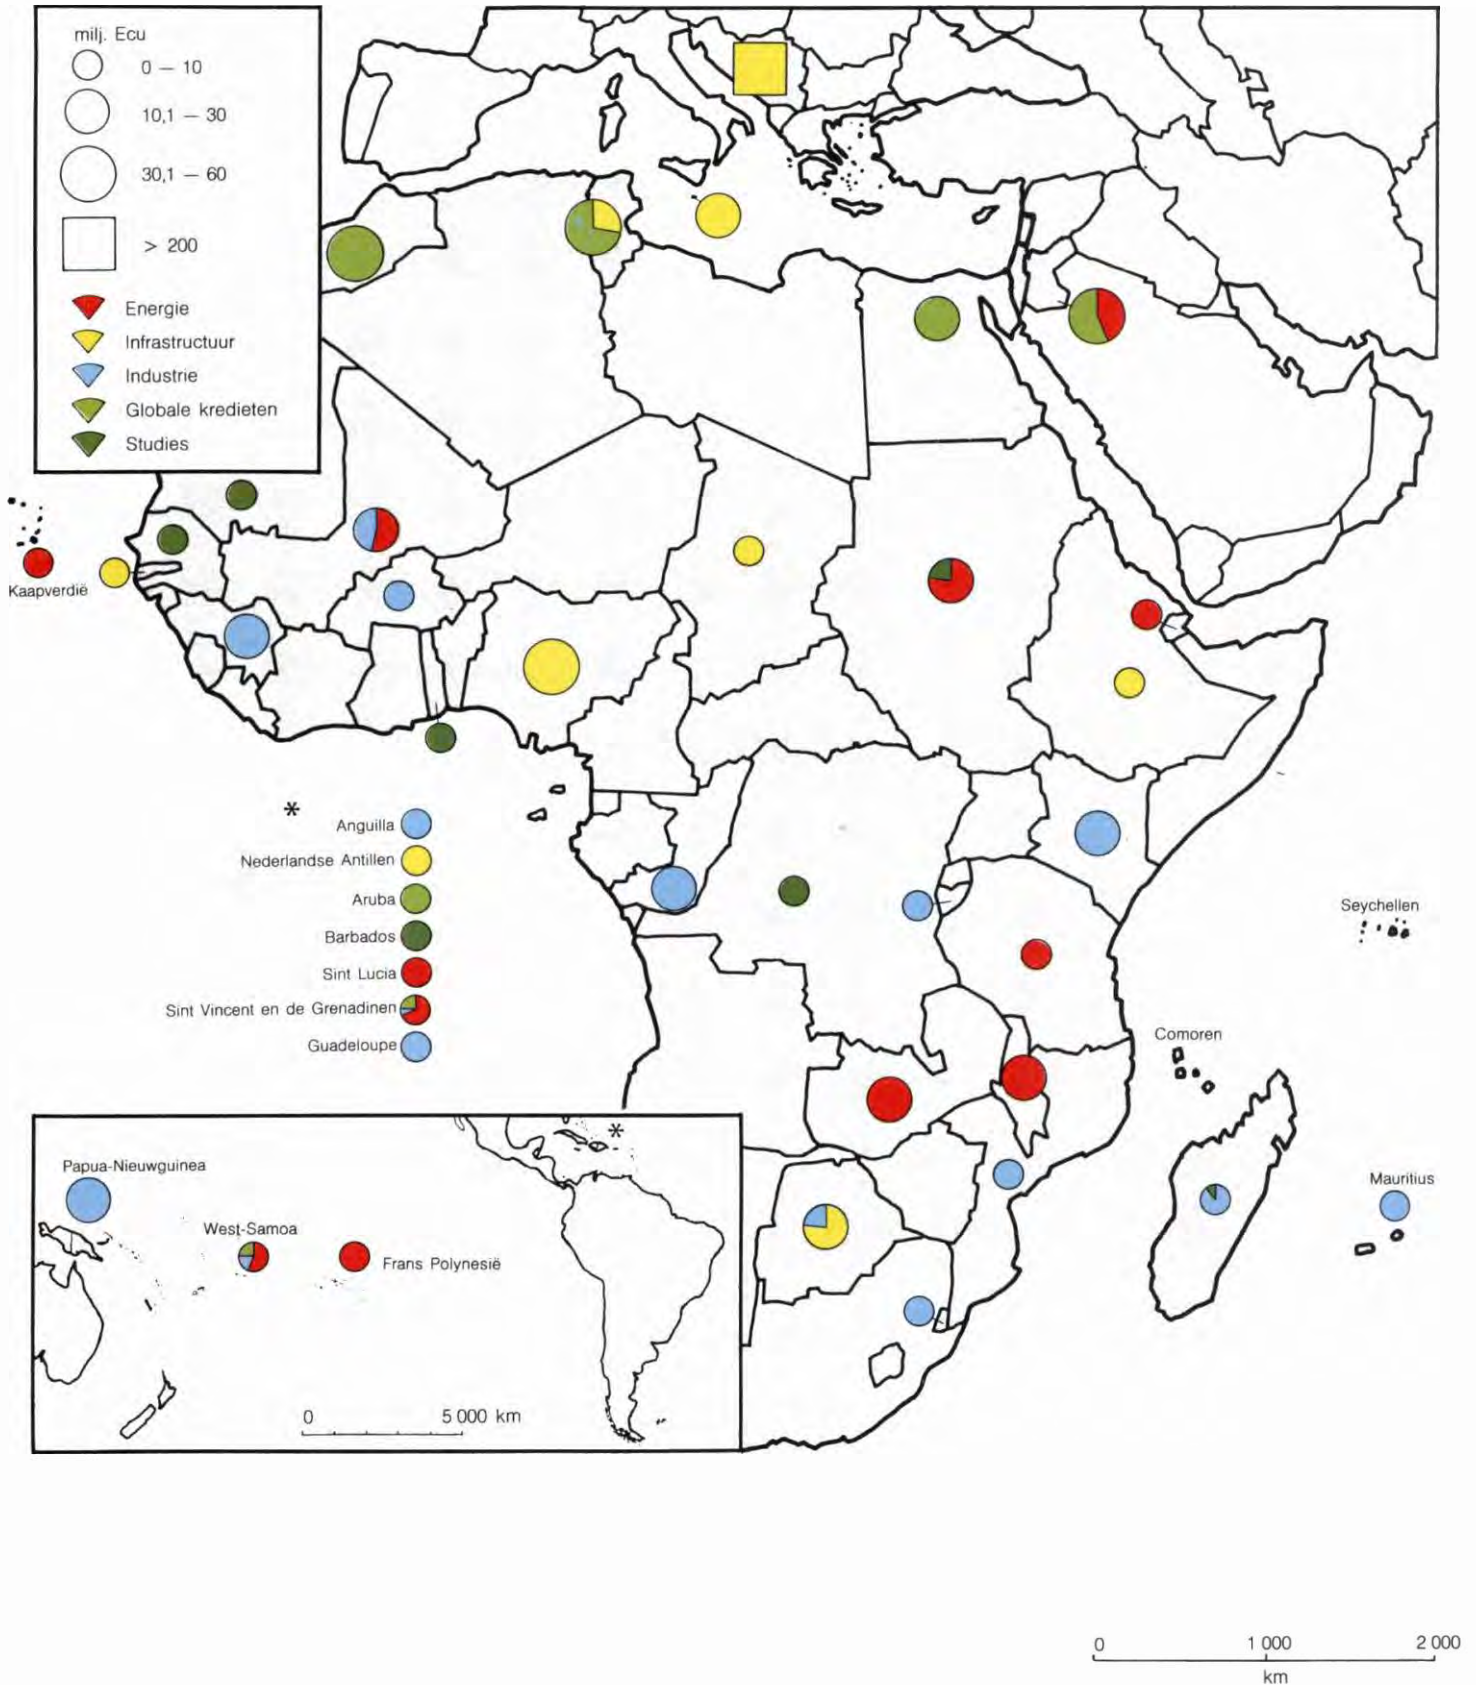 milj. Ecu
0 — 10
10,1 — 30
30,1 — 60
> 200
Energie
Infrastructuur
Industrie
Globale kredieten
Studies
Kaapverdië
*
Anguilla
Nederlandse Antillen
Aruba
Barbados
Sint Lucia
Sint Vincent en de Grenadinen
Guadeloupe
Seychellen
Comoren
Mauritius
*
Papua-Nieuwguinea
West-Samoa
Frans Polynesië
0 5 000 km
0 1 000 2 000
km